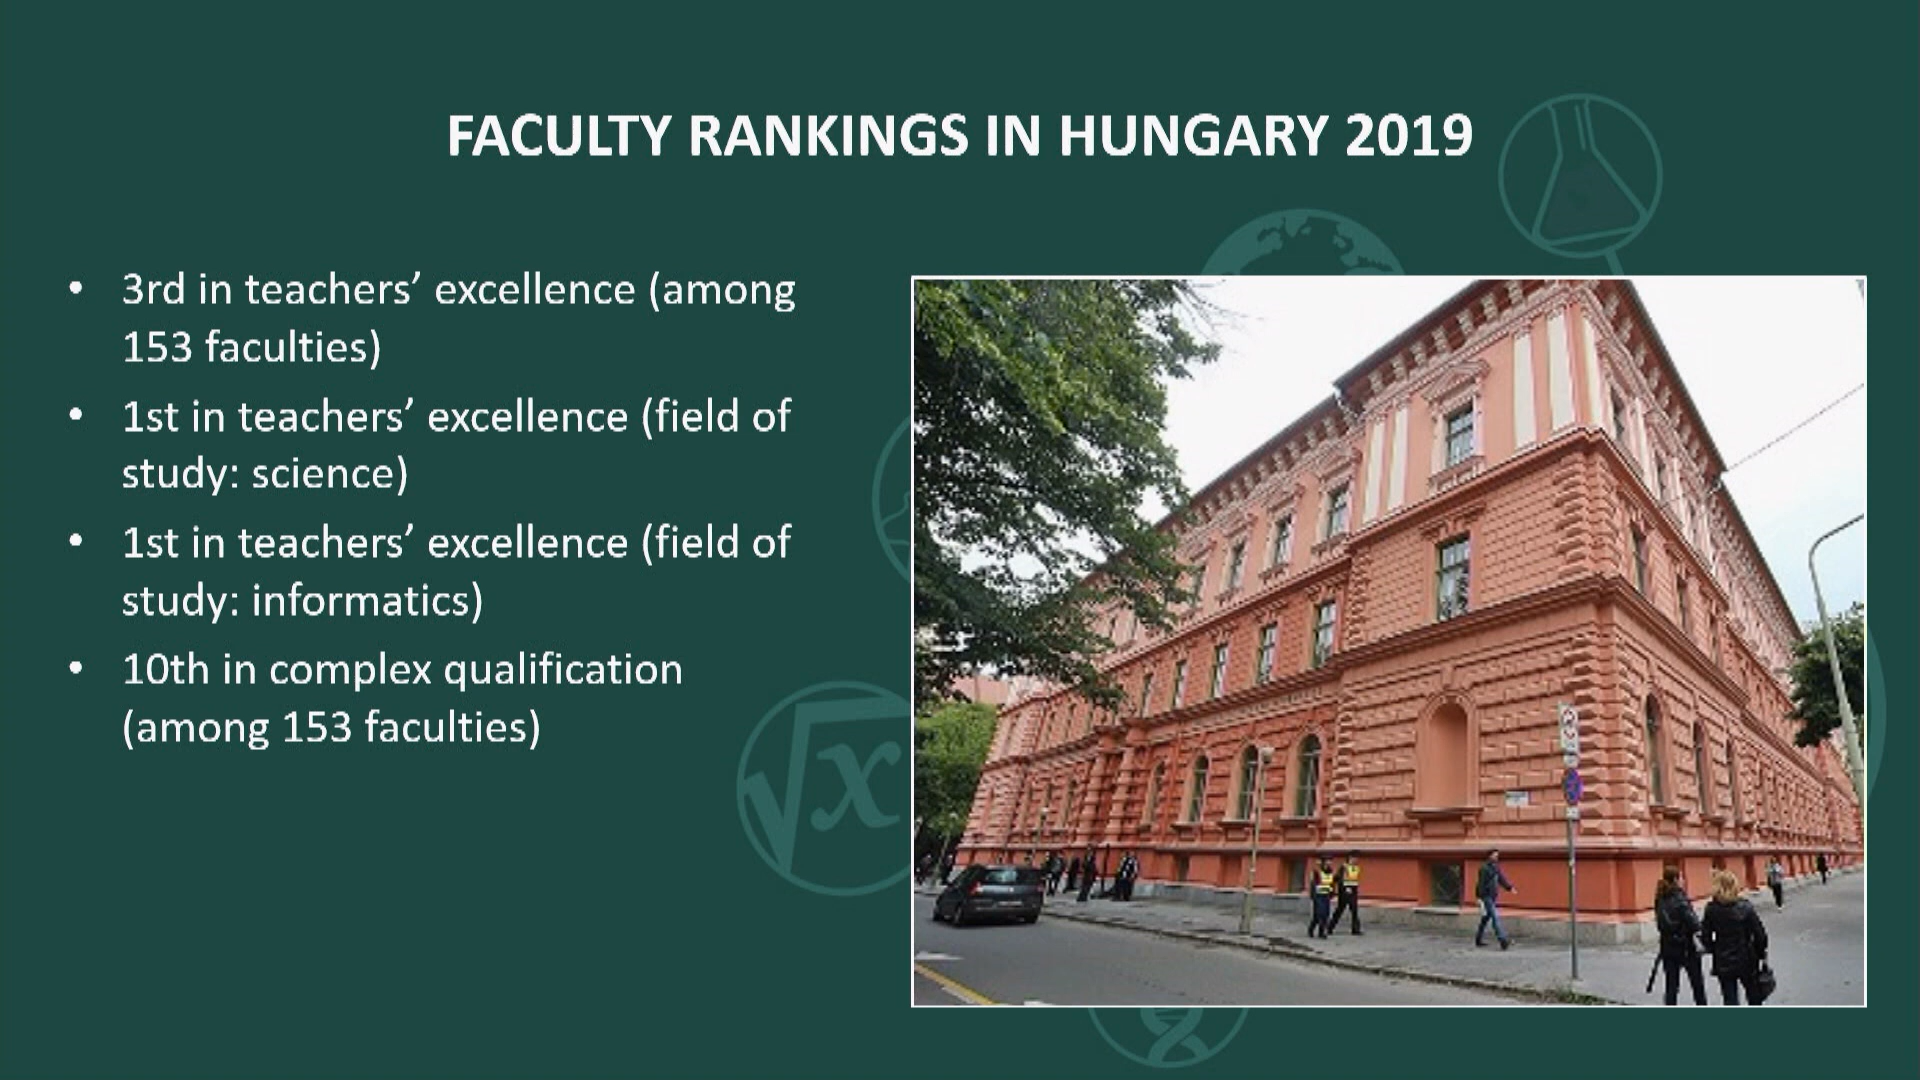 FACULTY RANKINGS IN HUNGARY 2019
• 3rd in teachers’ excellence (among
153 faculties)
• 1st in teachers’ excellence (field of
study: science)
• 1st in teachers’ excellence (field of
study: informatics)
• 10th in complex qualification
(among 153 faculties)
√x